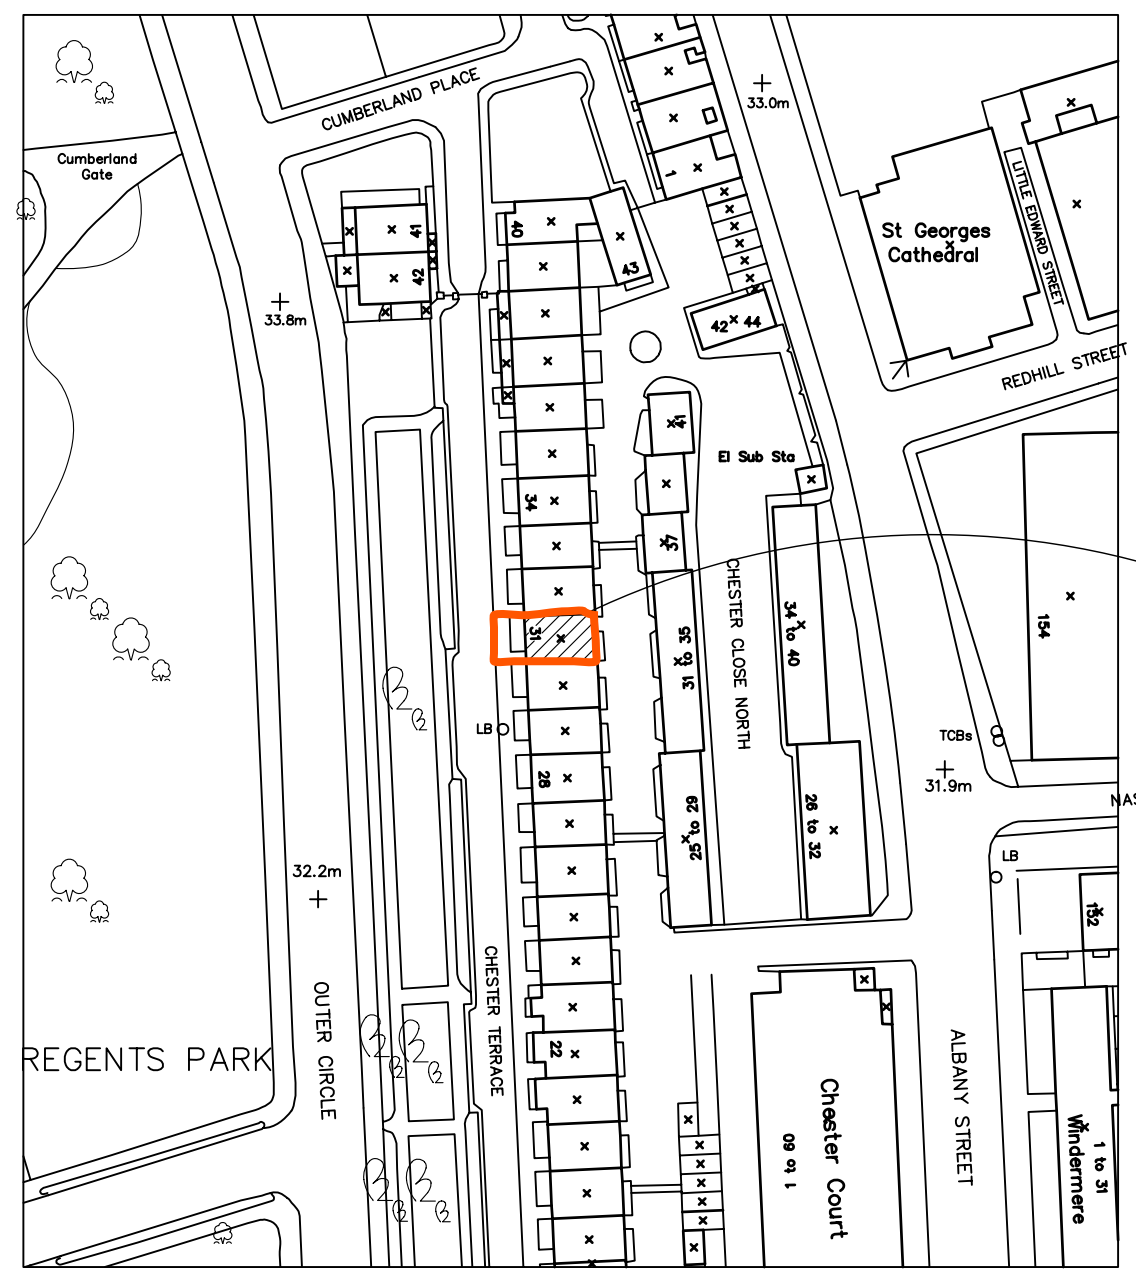 CUMBERLAND PLACE
33.0m
Cumberland
Gate
1
LITTLE EDWARD STREET
St Georges
Cathedral
41
42
40
43
33.8m
42 44
REDHILL STREET
14
El Sub Sta
34
37
CHESTER CLOSE NORTH
34 to 40
154
31
31 to 35
LB
TCBs
31.9m
28
25 to 29
26 to 32
NAS
LB
32.2m
132
CHESTER TERRACE
OUTER CIRCLE
REGENTS PARK
22
ALBANY STREET
Chester Court
1 to 60
1 to 31
Windermere